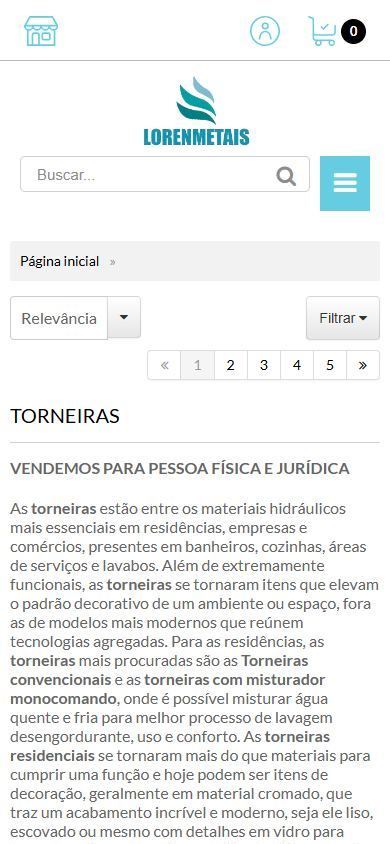 0
LORENMETAIS
Buscar...
Página inicial »
Relevância
Filtrar
« 1 2 3 4 5 »
TORNEIRAS
VENDEMOS PARA PESSOA FÍSICA E JURÍDICA
As torneiras estão entre os materiais hidráulicos
mais essenciais em residências, empresas e
comércios, presentes em banheiros, cozinhas, áreas
de serviços e lavabos. Além de extremamente
funcionais, as torneiras se tornaram itens que elevam
o padrão decorativo de um ambiente ou espaço, fora
as de modelos mais modernos que reúnem
tecnologias agregadas. Para as residências, as
torneiras mais procuradas são as Torneiras
convencionais e as torneiras com misturador
monocomando, onde é possível misturar água
quente e fria para melhor processo de lavagem
desengordurante, uso e conforto. As torneiras
residenciais se tornaram mais do que materiais para
cumprir uma função e hoje podem ser itens de
decoração, geralmente em material cromado, que
traz um acabamento incrível e moderno, seja ele liso,
escovado ou mesmo com detalhes em vidro para